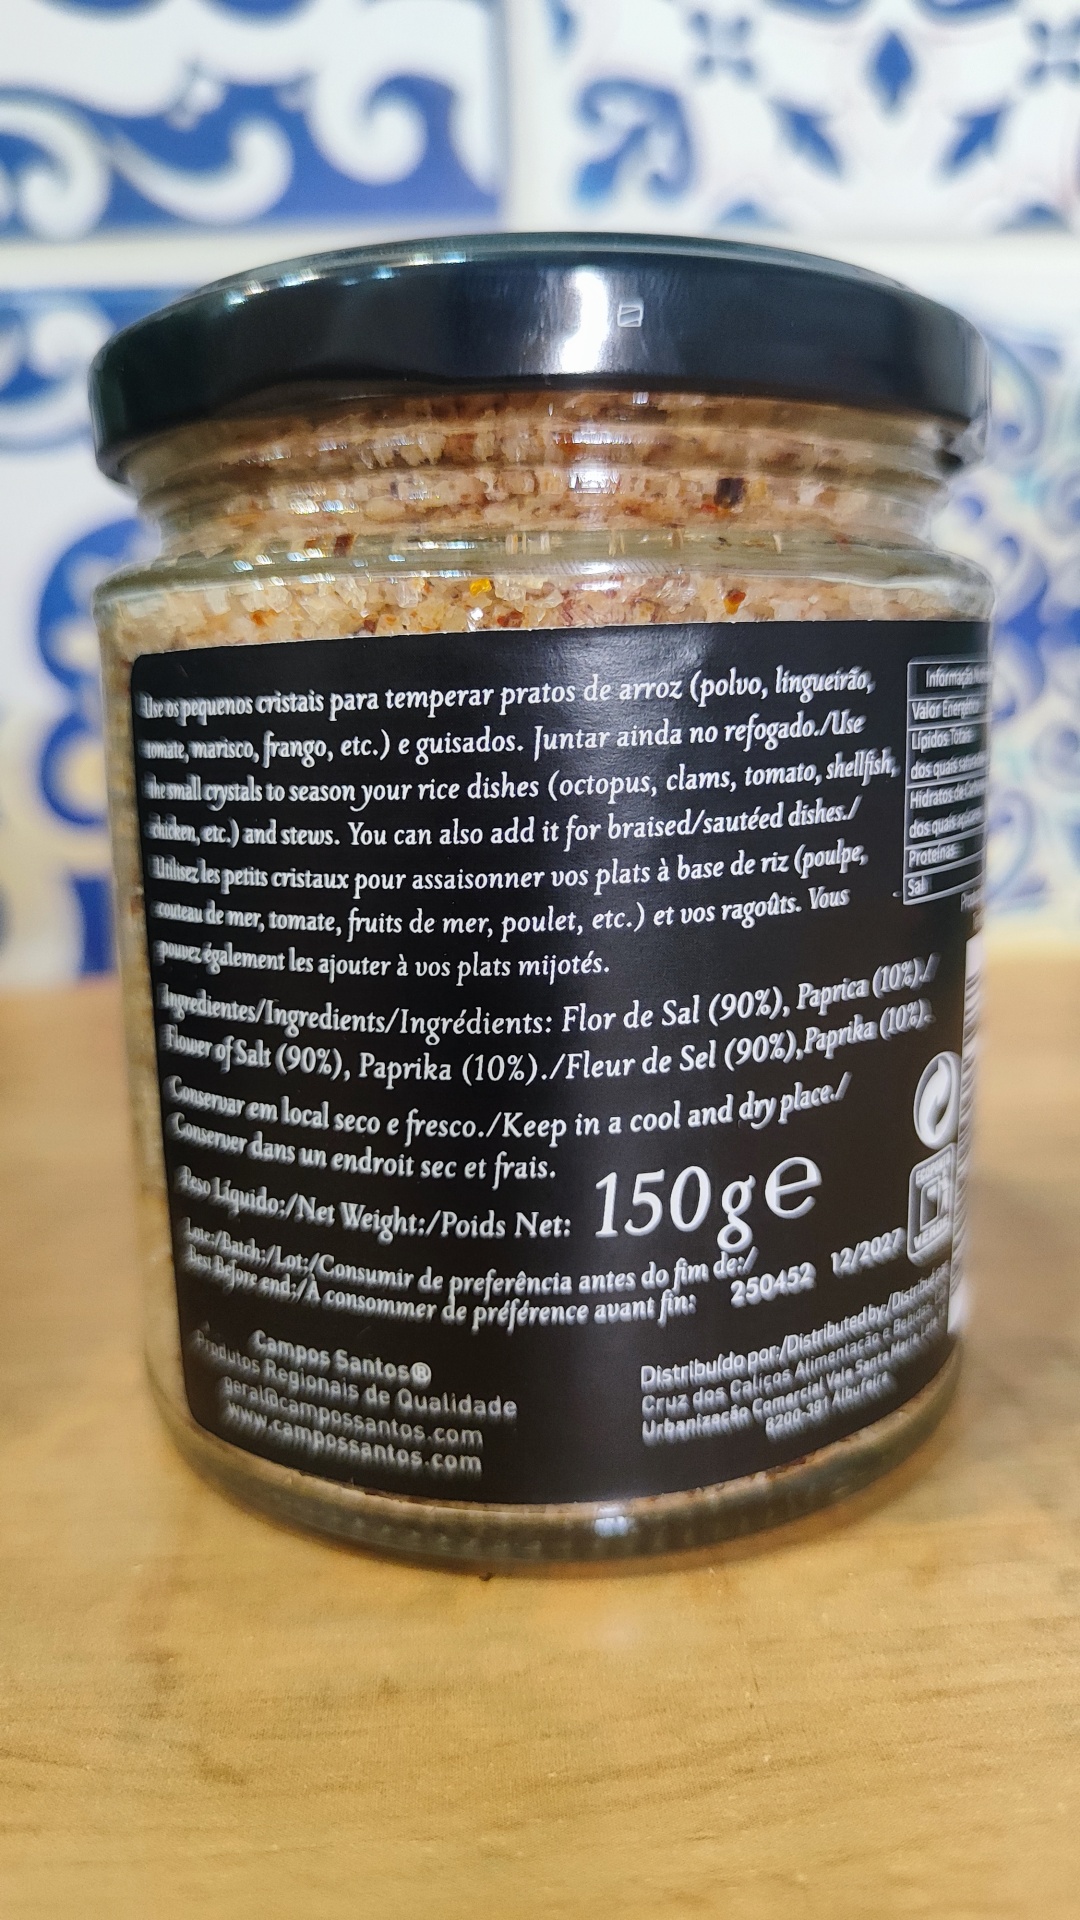 Use os pequenos cristais para temperar pratos de arroz (polvo, lingueirão,
tomate, marisco, frango, etc.) e guisados. Juntar ainda no refogado./Use
the small crystals to season your rice dishes (octopus, clams, tomato, shellfish,
chicken, etc.) and stews. You can also add it for braised/sautéed dishes./
Utilisez les petits cristaux pour assaisonner vos plats à base de riz (poulpe,
couteau de mer, tomate, fruits de mer, poulet, etc.) et vos ragoûts. Vous
pouvez également les ajouter à vos plats mijotés.
Ingredientes/Ingredients/Ingrédients: Flor de Sal (90%), Paprica (10%)./
Flower of Salt (90%), Paprika (10%)./Fleur de Sel (90%),Paprika (10%).
Conservar em local seco e fresco./Keep in a cool and dry place./
Conserver dans un endroit sec et frais.
Peso Líquido:/Net Weight:/Poids Net: 150g e
Lote:/Batch:/Lot:/Consumir de preferência antes do fim de:/
Best Before end:/À consommer de préférence avant fin: 250452 12/2027
Campos Santos®
Produtos Regionais de Qualidade
geral@campossantos.com
www.campossantos.com
Distribuído por:/Distributed by:/Distribué par:
Cruz dos Caliços Alimentação e Bebidas,
Urbanização Comercial Vale Santa Maria
8200-391 Albufeira
Informação
Valor Energético
Lípidos Totais
dos quais
Hidratos de
dos quais
Proteínas
Sal